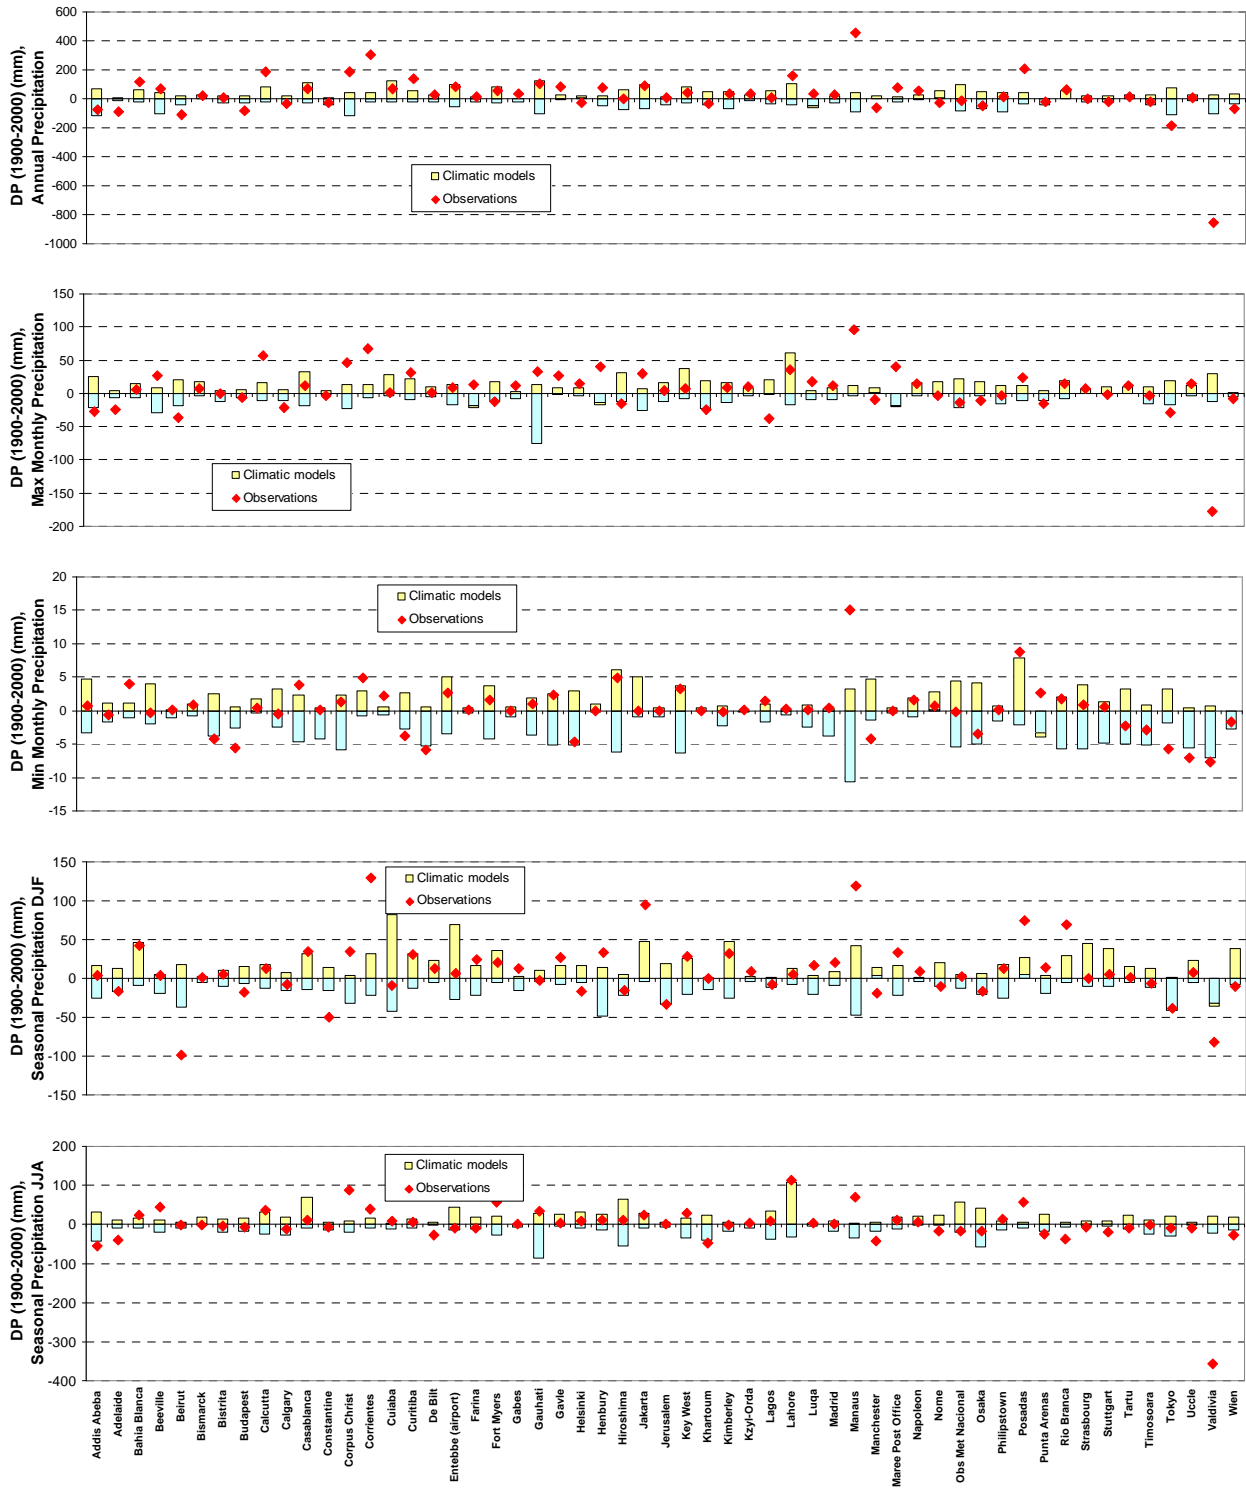 DP (1900-2000) (mm),
Annual Precipitation
600
400
200
0
-200
-400
-600
-800
-1000
Climatic models
Observations
DP (1900-2000) (mm),
Max Monthly Precipitation
150
100
50
0
-50
-100
-150
-200
Climatic models
Observations
DP (1900-2000) (mm),
Min Monthly Precipitation
20
15
10
5
0
-5
-10
-15
Climatic models
Observations
DP (1900-2000) (mm),
Seasonal Precipitation DJF
150
100
50
0
-50
-100
-150
Climatic models
Observations
DP (1900-2000) (mm),
Seasonal Precipitation JJA
200
100
0
-100
-200
-300
-400
Climatic models
Observations
Addis Abeba
Adelaide
Bahia Blanca
Beeville
Beirut
Bismarck
Bistrita
Budapest
Calcutta
Calgary
Casablanca
Constantine
Corpus Christ
Corrientes
Cuiaba
Curitiba
De Bilt
Entebbe (airport)
Farina
Fort Myers
Gabes
Gauhati
Gavle
Helsinki
Henbury
Hiroshima
Jakarta
Jerusalem
Key West
Khartoum
Kimberley
Kzyl-Orda
Lagos
Lahore
Luqa
Madrid
Manaus
Manchester
Maree Post Office
Napoleon
Nome
Obs Met Nacional
Osaka
Philipstown
Posadas
Punta Arenas
Rio Branca
Strasbourg
Stuttgart
Tartu
Timosoara
Tokyo
Uccle
Valdivia
Wien